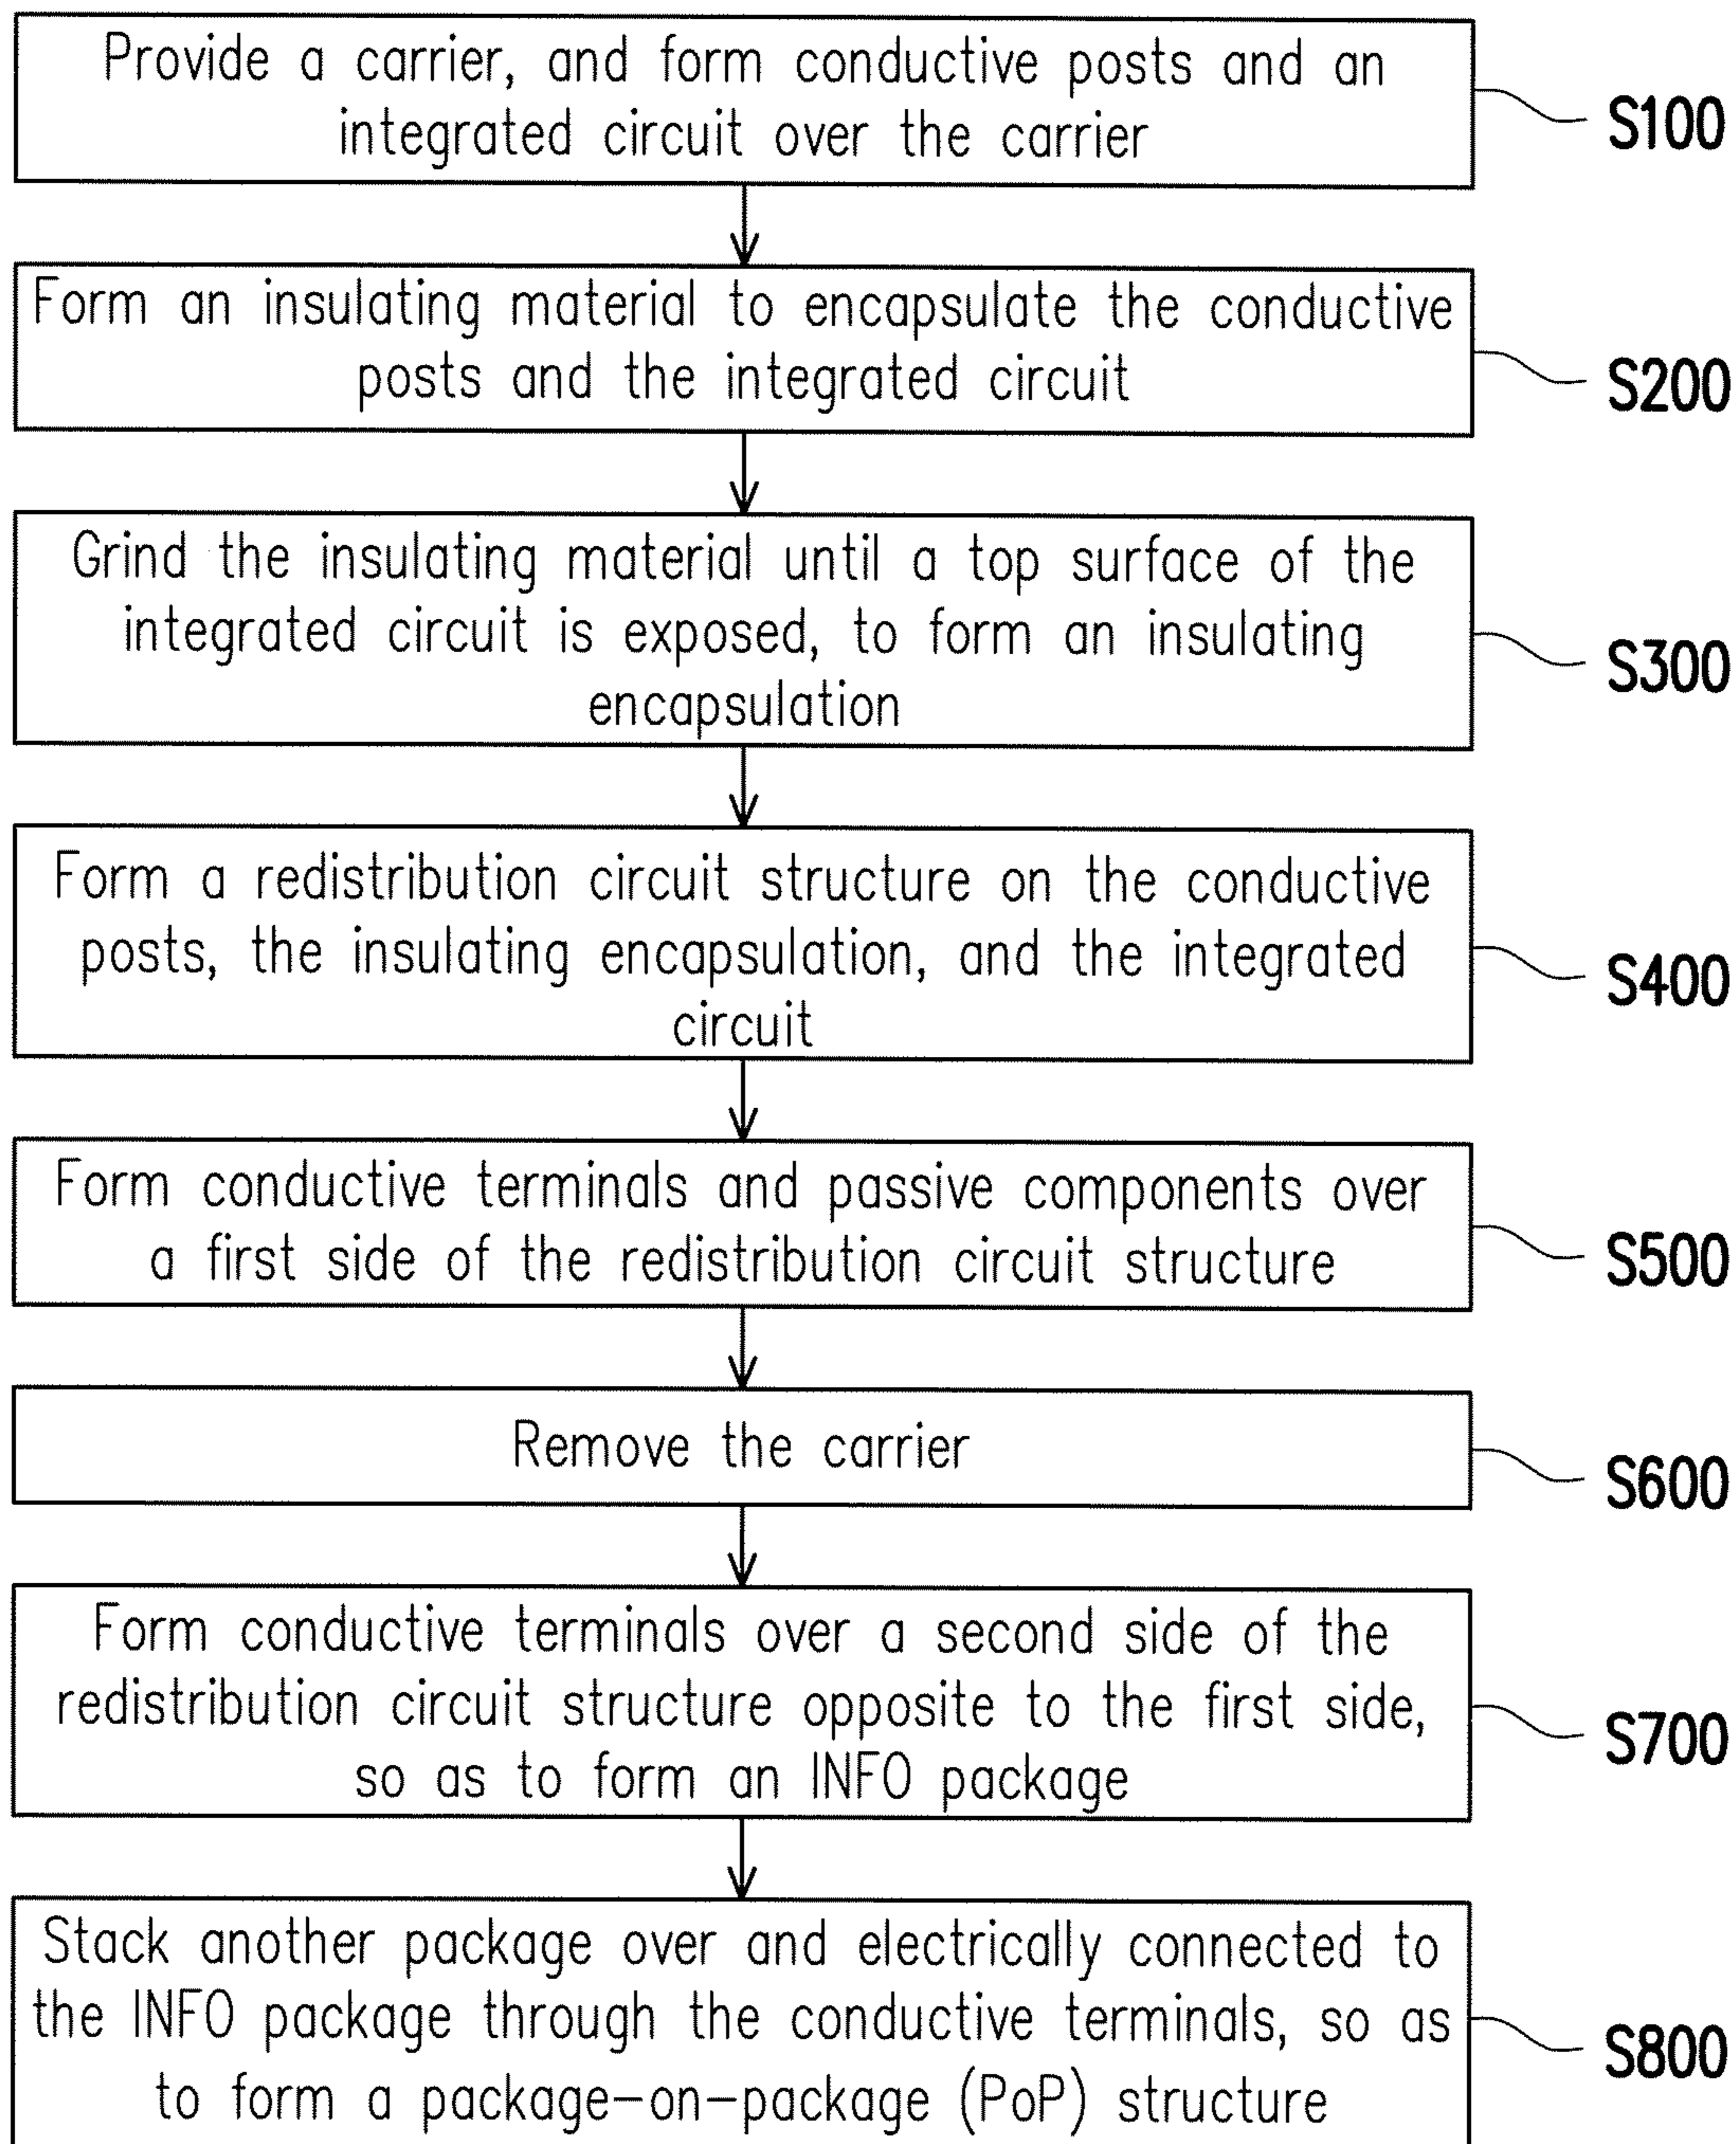 Provide a carrier, and form conductive posts and an
integrated circuit over the carrier
S100
Form an insulating material to encapsulate the conductive
posts and the integrated circuit
S200
Grind the insulating material until a top surface of the
integrated circuit is exposed, to form an insulating
encapsulation
S300
Form a redistribution circuit structure on the conductive
posts, the insulating encapsulation, and the integrated
circuit
S400
Form conductive terminals and passive components over
a first side of the redistribution circuit structure
S500
Remove the carrier
S600
Form conductive terminals over a second side of the
redistribution circuit structure opposite to the first side,
so as to form an INFO package
S700
Stack another package over and electrically connected to
the INFO package through the conductive terminals, so as
to form a package-on-package (PoP) structure
S800